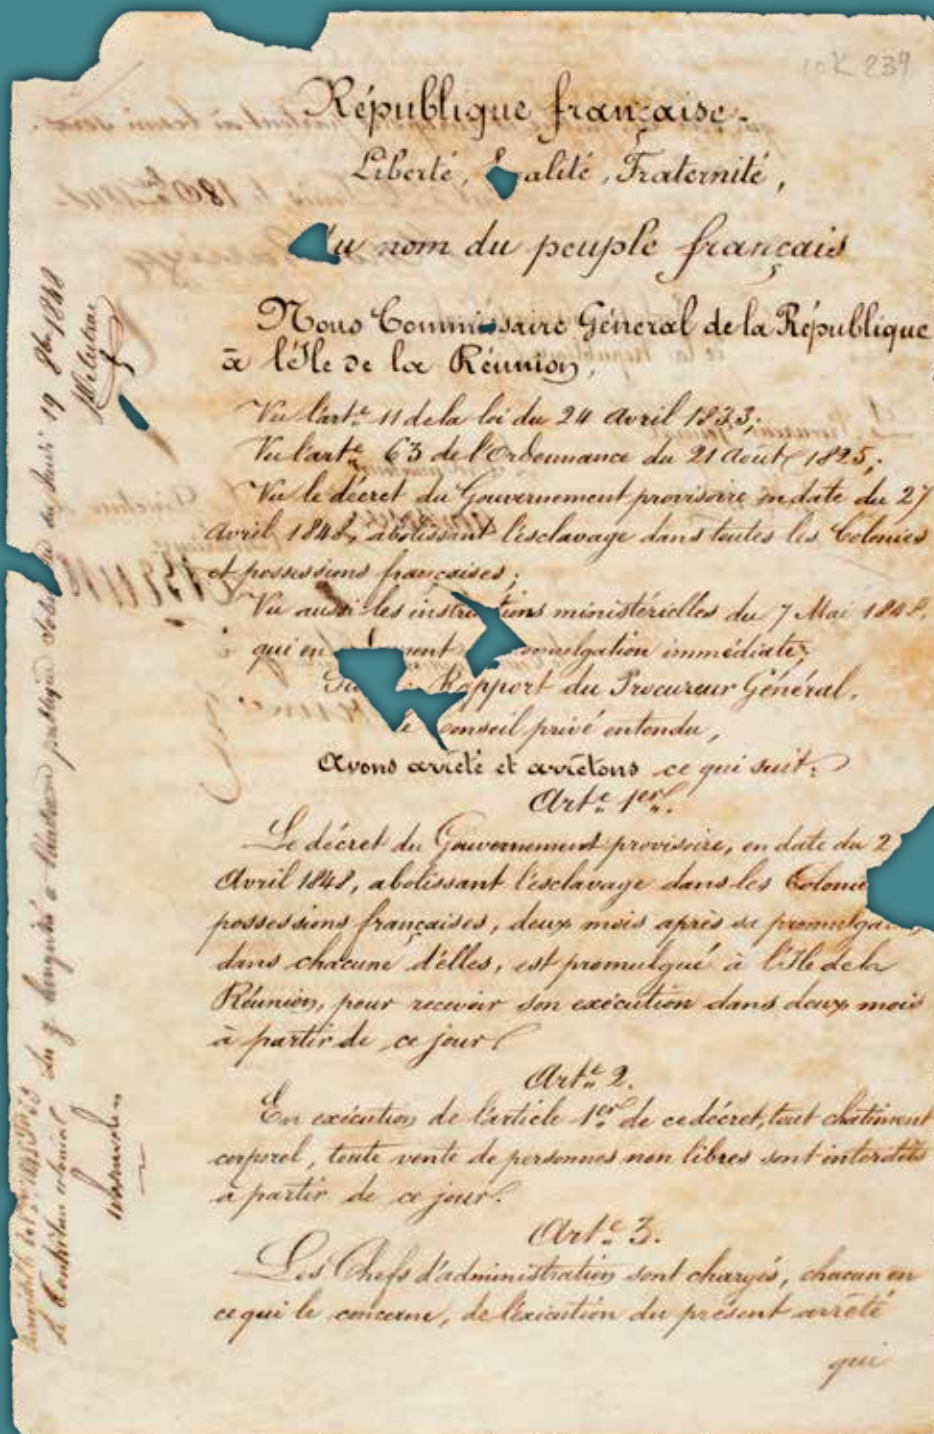 10K 239
République française.
Liberté, Égalité, Fraternité,
Au nom du peuple français
Nous Commissaire Général de la République
à l'Ile de la Réunion,
Vu l'art.e 11 de la loi du 24 Avril 1833;
Vu l'art.e 63 de l'Ordonnance du 21 Août 1825;
Vu le décret du Gouvernement provisoire en date du 27
Avril 1848, abolissant l'esclavage dans toutes les Colonies
et possessions françaises;
Vu aussi les instructions ministérielles du 7 Mai 1848,
qui en immédiate;
Rapport du Procureur Général,
Conseil privé entendu,
Avons arrêté et arrêtons ce qui suit:
Art.e 1er.
Le décret du Gouvernement provisoire, en date du 2
Avril 1848, abolissant l'esclavage dans les Colonie
possessions françaises, deux mois après sa promulga
dans chacune d'elles, est promulgué à l'Ile de la
Réunion, pour recevoir son exécution dans deux mois
à partir de ce jour.
Art.e 2.
En exécution de l'article 1er de ce décret, tout châtiment
corporel, toute vente de personnes non libres sont interdits
à partir de ce jour.
Art.e 3.
Les Chefs d'administration sont chargés, chacun en
ce qui le concerne, de l'exécution du présent arrêté
qui